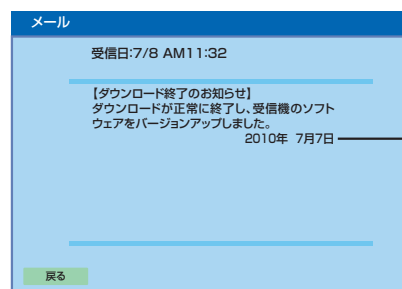 メール
受信日:7/8 AM11:32
【ダウンロード終了のお知らせ】
ダウンロードが正常に終了し、受信機のソフト
ウェアをバージョンアップしました。
2010年 7月7日
戻る